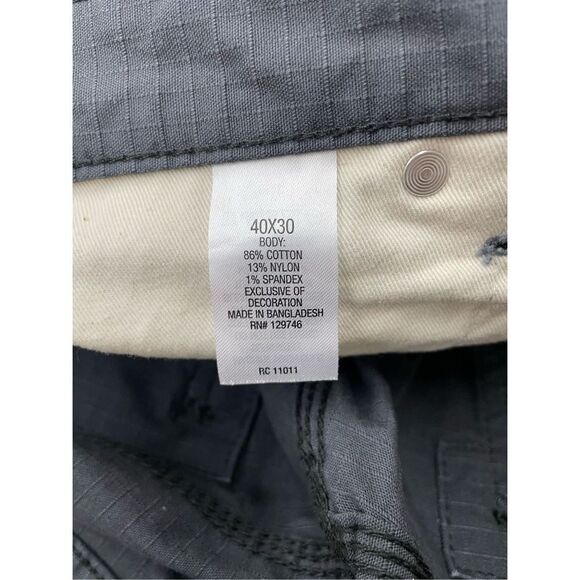 40X30
BODY:
86% COTTON
13% NYLON
1% SPANDEX
EXCLUSIVE OF
DECORATION
MADE IN BANGLADESH
RN# 129746
RC 11011